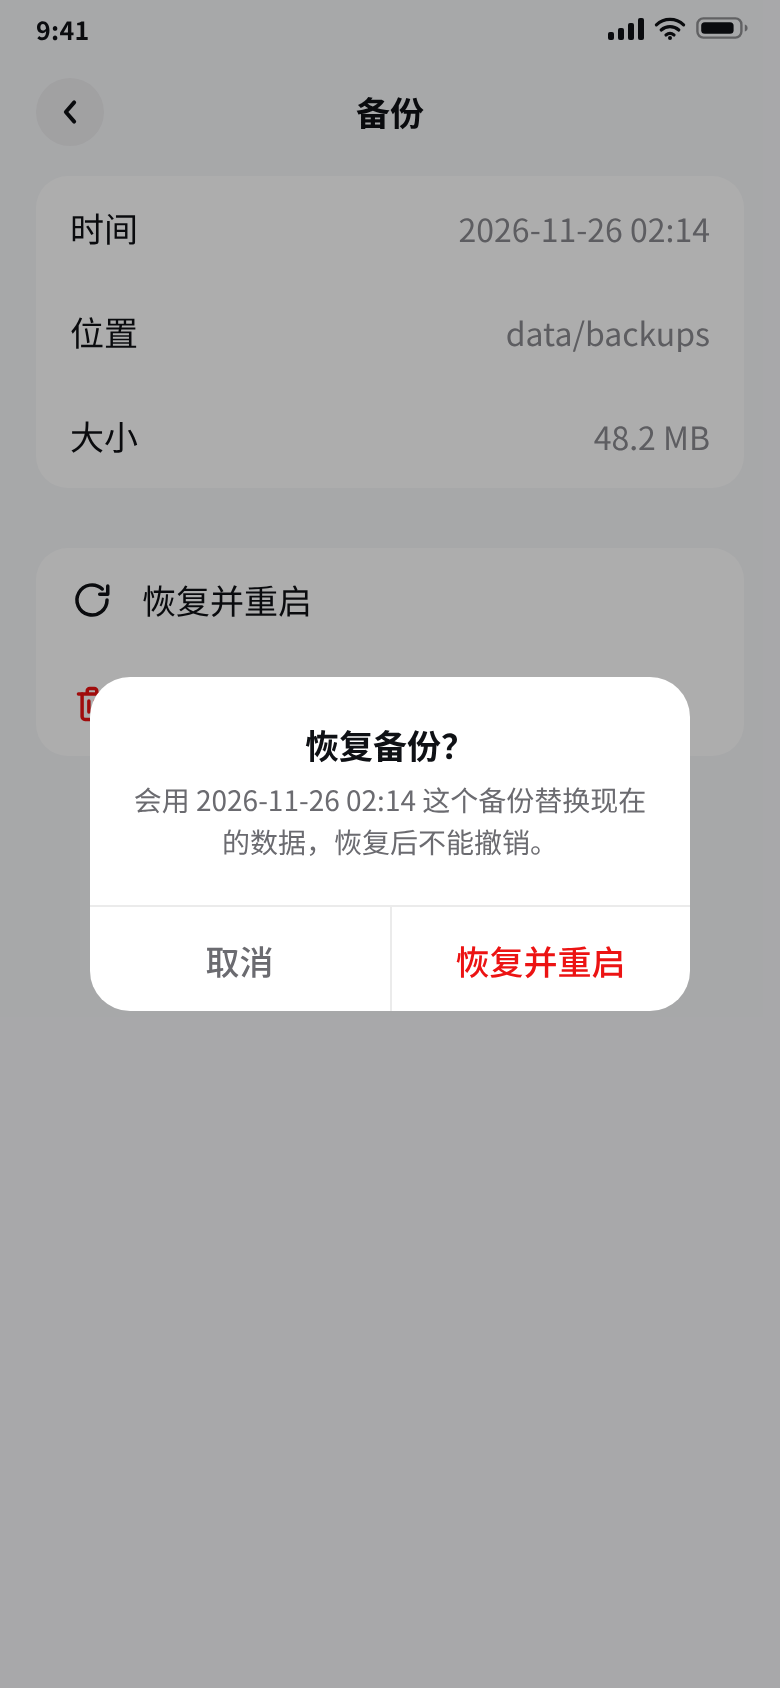 9:41
备份
时间
2026-11-26 02:14
位置
data/backups
大小
48.2 MB
恢复并重启
恢复备份？
会用 2026-11-26 02:14 这个备份替换现在
的数据，恢复后不能撤销。
取消
恢复并重启